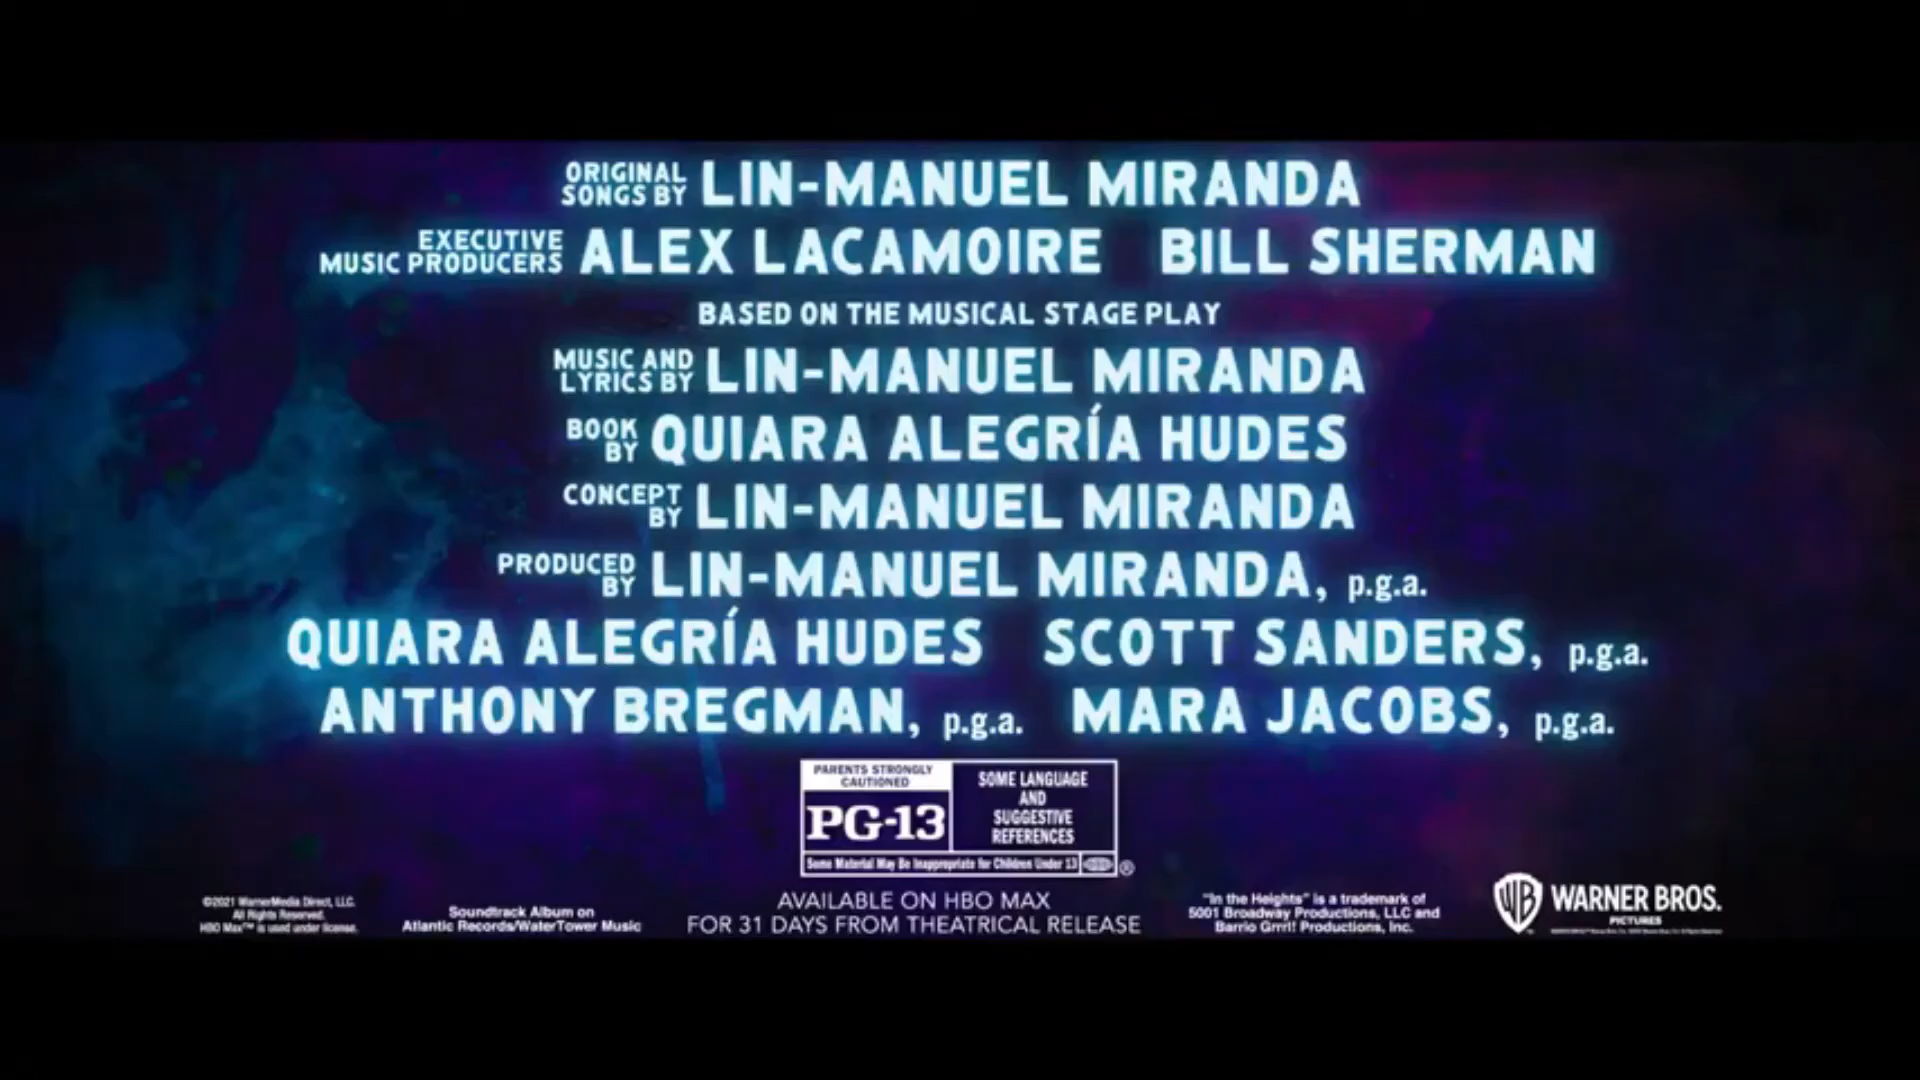 ORIGINAL SONGS BY LIN-MANUEL MIRANDA
EXECUTIVE MUSIC PRODUCERS ALEX LACAMOIRE BILL SHERMAN
BASED ON THE MUSICAL STAGE PLAY
MUSIC AND LYRICS BY LIN-MANUEL MIRANDA
BOOK BY QUIARA ALEGRÍA HUDES
CONCEPT BY LIN-MANUEL MIRANDA
PRODUCED BY LIN-MANUEL MIRANDA, p.g.a.
QUIARA ALEGRÍA HUDES SCOTT SANDERS, p.g.a.
ANTHONY BREGMAN, p.g.a. MARA JACOBS, p.g.a.
PARENTS STRONGLY CAUTIONED
PG-13
SOME LANGUAGE
AND
SUGGESTIVE
REFERENCES
Some Material May Be Inappropriate for Children Under 13
®
©2021 WarnerMedia Direct, LLC.
All Rights Reserved.
HBO Max™ is used under license.
Soundtrack Album on
Atlantic Records/WaterTower Music
AVAILABLE ON HBO MAX
FOR 31 DAYS FROM THEATRICAL RELEASE
"In the Heights" is a trademark of
5001 Broadway Productions, LLC and
Barrio Grrrl! Productions, Inc.
WB WARNER BROS.
PICTURES